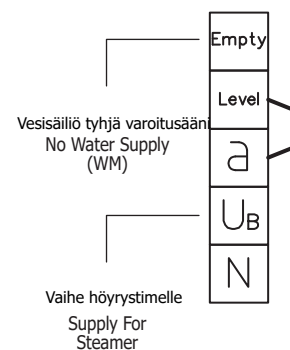 Empty
Level
Vesisäiliö tyhjä varoitusääni
No Water Supply
(WM)
a
UB
N
Vaihe höyrystimelle
Supply For
Steamer